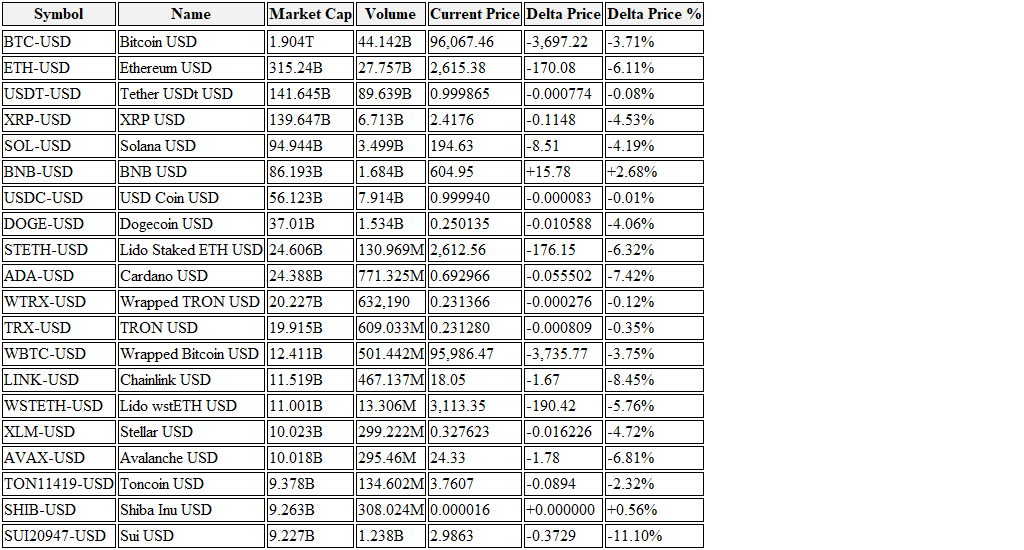 Symbol Name Market Cap Volume Current Price Delta Price Delta Price %
BTC-USD Bitcoin USD 1.904T 44.142B 96,067.46 -3,697.22 -3.71%
ETH-USD Ethereum USD 315.24B 27.757B 2,615.38 -170.08 -6.11%
USDT-USD Tether USDt USD 141.645B 89.639B 0.999865 -0.000774 -0.08%
XRP-USD XRP USD 139.647B 6.713B 2.4176 -0.1148 -4.53%
SOL-USD Solana USD 94.944B 3.499B 194.63 -8.51 -4.19%
BNB-USD BNB USD 86.193B 1.684B 604.95 +15.78 +2.68%
USDC-USD USD Coin USD 56.123B 7.914B 0.999940 -0.000083 -0.01%
DOGE-USD Dogecoin USD 37.01B 1.534B 0.250135 -0.010588 -4.06%
STETH-USD Lido Staked ETH USD 24.606B 130.969M 2,612.56 -176.15 -6.32%
ADA-USD Cardano USD 24.388B 771.325M 0.692966 -0.055502 -7.42%
WTRX-USD Wrapped TRON USD 20.227B 632,190 0.231366 -0.000276 -0.12%
TRX-USD TRON USD 19.915B 609.033M 0.231280 -0.000809 -0.35%
WBTC-USD Wrapped Bitcoin USD 12.411B 501.442M 95,986.47 -3,735.77 -3.75%
LINK-USD Chainlink USD 11.519B 467.137M 18.05 -1.67 -8.45%
WSTETH-USD Lido wstETH USD 11.001B 13.306M 3,113.35 -190.42 -5.76%
XLM-USD Stellar USD 10.023B 299.222M 0.327623 -0.016226 -4.72%
AVAX-USD Avalanche USD 10.018B 295.46M 24.33 -1.78 -6.81%
TON11419-USD Toncoin USD 9.378B 134.602M 3.7607 -0.0894 -2.32%
SHIB-USD Shiba Inu USD 9.263B 308.024M 0.000016 +0.000000 +0.56%
SUI20947-USD Sui USD 9.227B 1.238B 2.9863 -0.3729 -11.10%